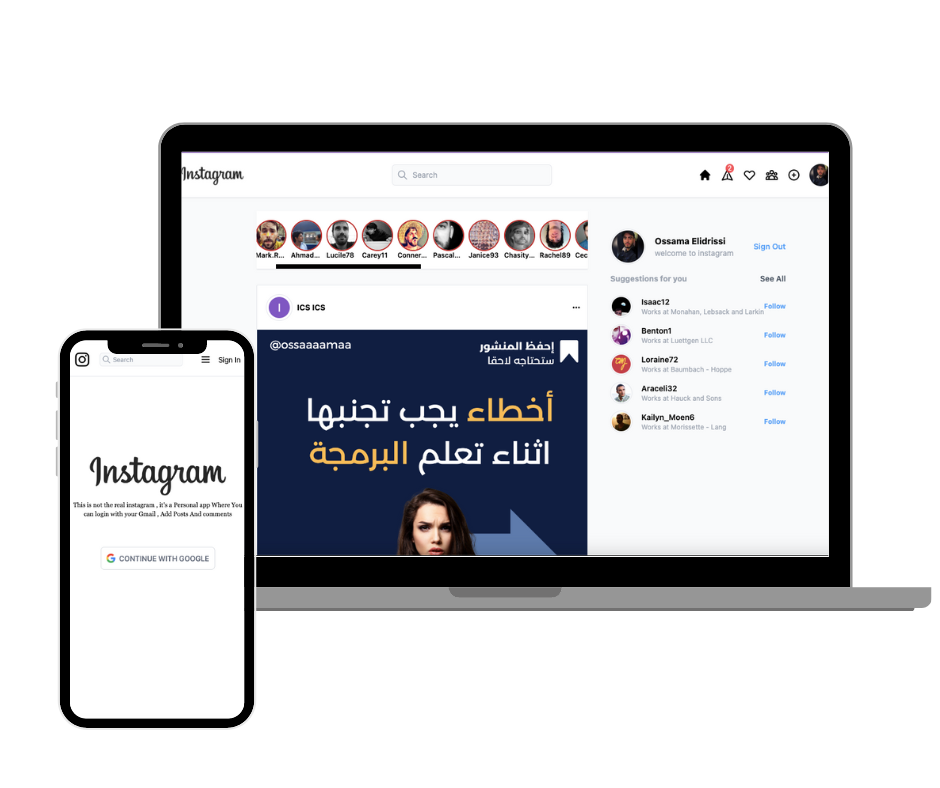 Instagram
Search
2
Mark.R... Ahmad... Lucile78 Carey11 Conner... Pascal... Janice93 Chasity... Rachel89 Cec
Ossama Elidrissi
welcome to instagram
Sign Out
Suggestions for you
See All
Isaac12
Works at Monahan, Lebsack and Larkin
Follow
Benton1
Works at Luettgen LLC
Follow
Loraine72
Works at Baumbach - Hoppe
Follow
Araceli32
Works at Hauck and Sons
Follow
Kailyn_Moen6
Works at Morissette - Lang
Follow
I
ICS ICS
@ossaaaamaa
إحفظ المنشور
ستحتاجه لاحقا
أخطاء يجب تجنبها
اثناء تعلم البرمجة
Search
Sign In
Instagram
This is not the real instagram , it's a Personal app Where You
can login with your Gmail , Add Posts And comments
G CONTINUE WITH GOOGLE